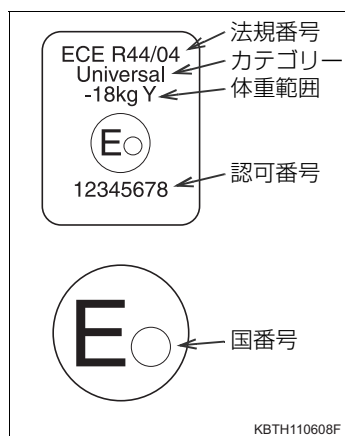 ECE R44/04
法規番号
Universal
カテゴリー
-18kg Y
体重範囲
E
12345678
認可番号
E
国番号
KBTH110608F